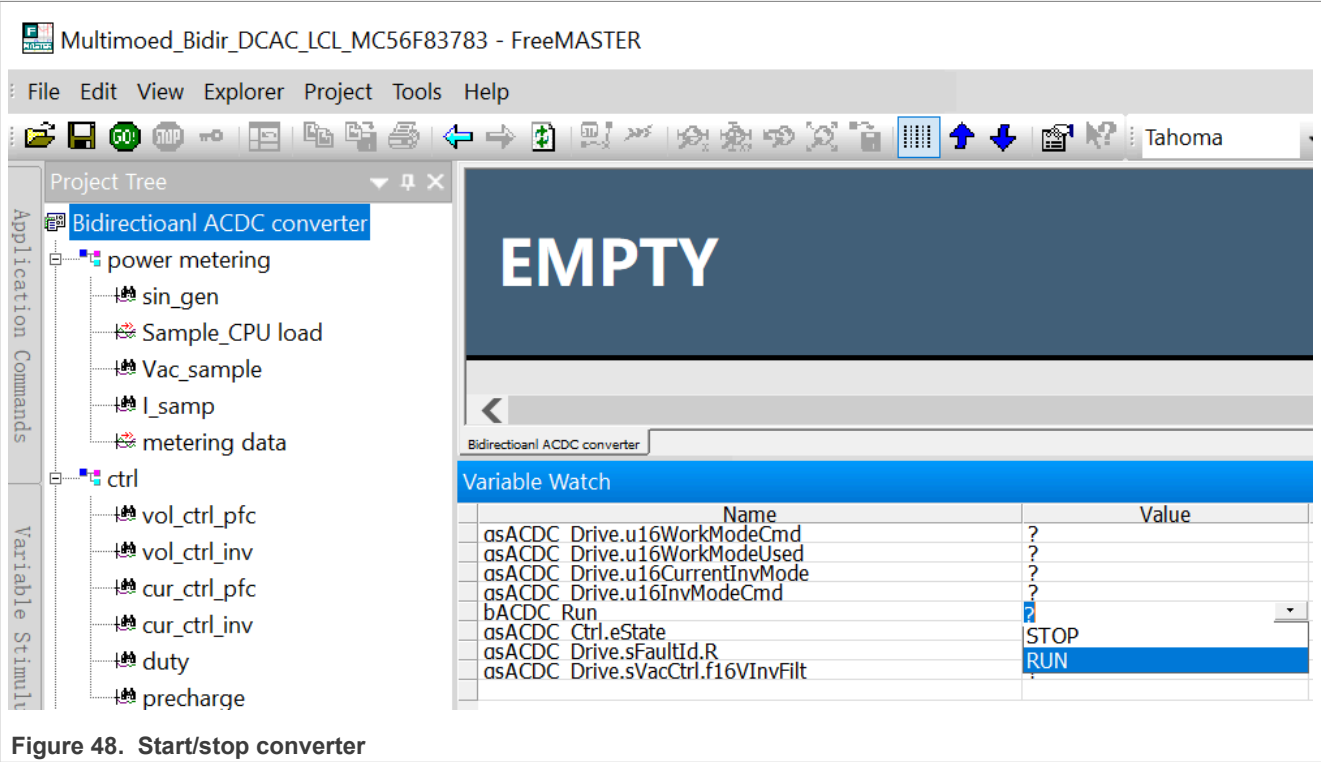 Multimoed_Bidir_DCAC_LCL_MC56F83783 - FreeMASTER
File Edit View Explorer Project Tools Help
GO! STOP Tahoma
Project Tree
Application Commands
Variable Stimulu
Bidirectioanl ACDC converter
power metering
sin_gen
Sample_CPU load
Vac_sample
I_samp
metering data
ctrl
vol_ctrl_pfc
vol_ctrl_inv
cur_ctrl_pfc
cur_ctrl_inv
duty
precharge
EMPTY
Bidirectioanl ACDC converter
Variable Watch
Name Value
gsACDC_Drive.u16WorkModeCmd ?
gsACDC_Drive.u16WorkModeUsed ?
gsACDC_Drive.u16CurrentInvMode ?
gsACDC_Drive.u16InvModeCmd ?
bACDC_Run ?
gsACDC_Ctrl.eState STOP
gsACDC_Drive.sFaultId.R RUN
gsACDC_Drive.sVacCtrl.f16VInvFilt
Figure 48. Start/stop converter